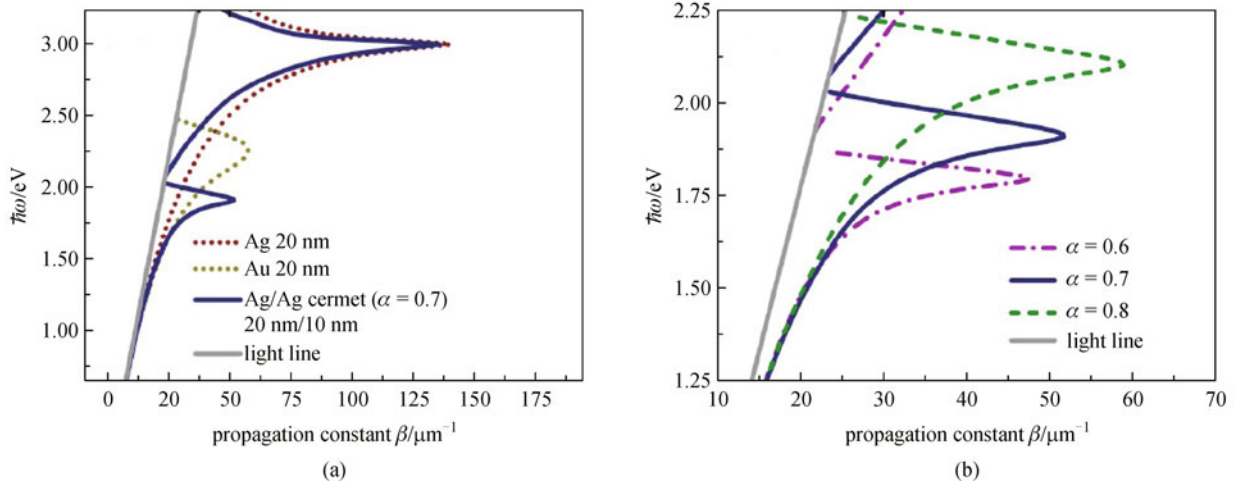 3.00
2.50
2.00
1.50
1.00
ħω/eV
Ag 20 nm
Au 20 nm
Ag/Ag cermet (α = 0.7)
20 nm/10 nm
light line
0 25 50 75 100 125 150 175
propagation constant β/μm⁻¹
(a)
2.25
2.00
1.75
1.50
1.25
ħω/eV
α = 0.6
α = 0.7
α = 0.8
light line
10 20 30 40 50 60 70
propagation constant β/μm⁻¹
(b)